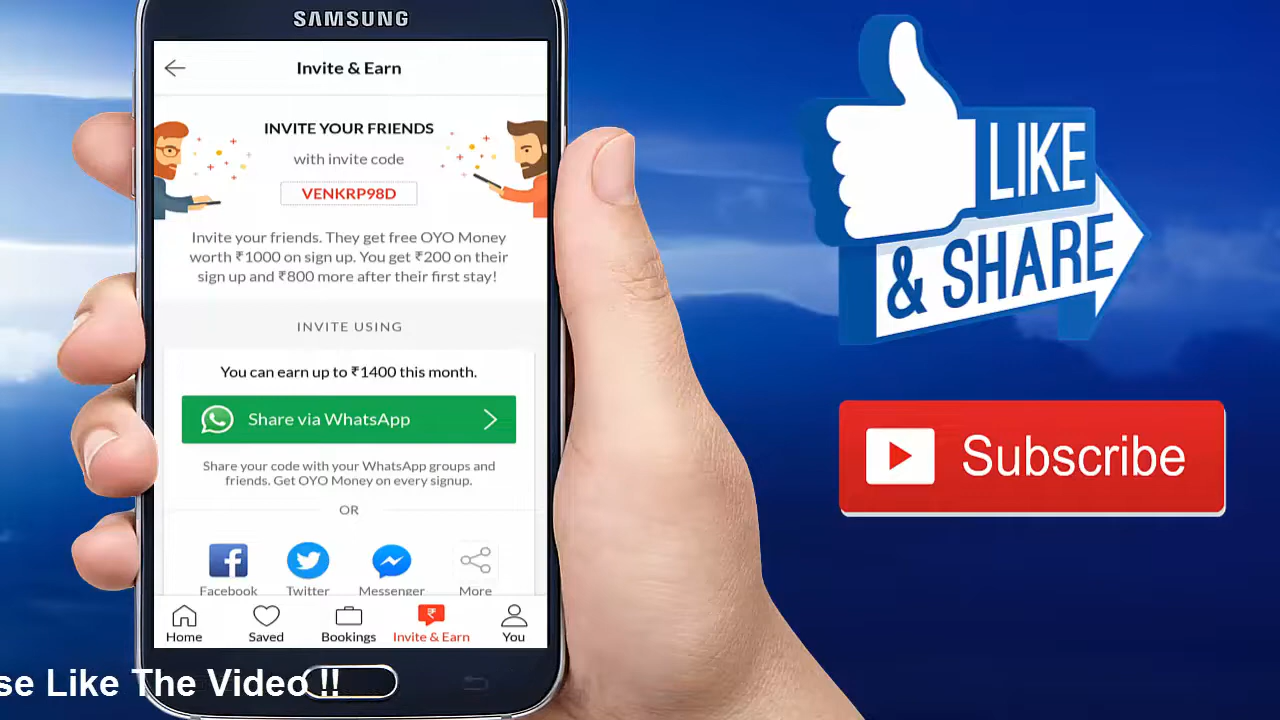 SAMSUNG
Invite & Earn
INVITE YOUR FRIENDS
with invite code
VENKRP98D
Invite your friends. They get free OYO Money
worth ₹1000 on sign up. You get ₹200 on their
sign up and ₹800 more after their first stay!
INVITE USING
You can earn up to ₹1400 this month.
Share via WhatsApp
Share your code with your WhatsApp groups and
friends. Get OYO Money on every signup.
OR
Facebook Twitter Messenger More
Home Saved Bookings Invite & Earn You
LIKE
& SHARE
Subscribe
se Like The Video !!